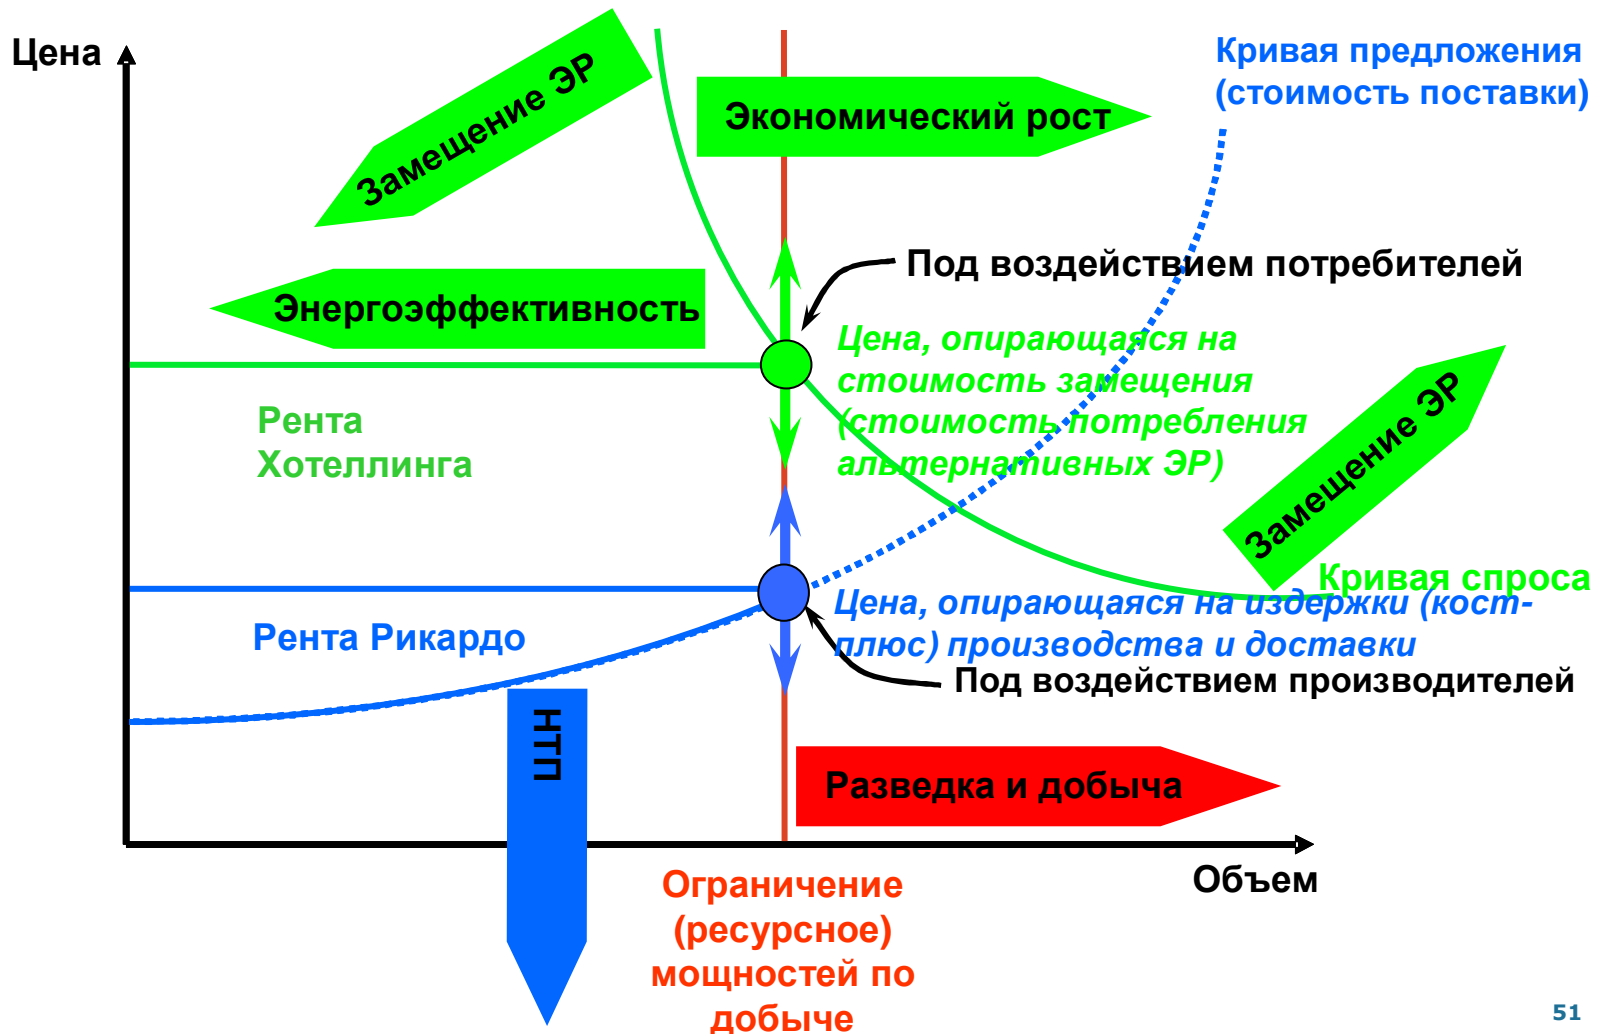 Цена
Замещение ЭР
Экономический рост
Кривая предложения
(стоимость поставки)
Под воздействием потребителей
Энергоэффективность
Цена, опирающаяся на
стоимость замещения
(стоимость потребления
альтернативных ЭР)
Рента
Хотеллинга
Замещение ЭР
Кривая спроса
Цена, опирающаяся на издержки (кост-
плюс) производства и доставки
Рента Рикардо
Под воздействием производителей
НТП
Разведка и добыча
Объем
Ограничение
(ресурсное)
мощностей по
добыче
51